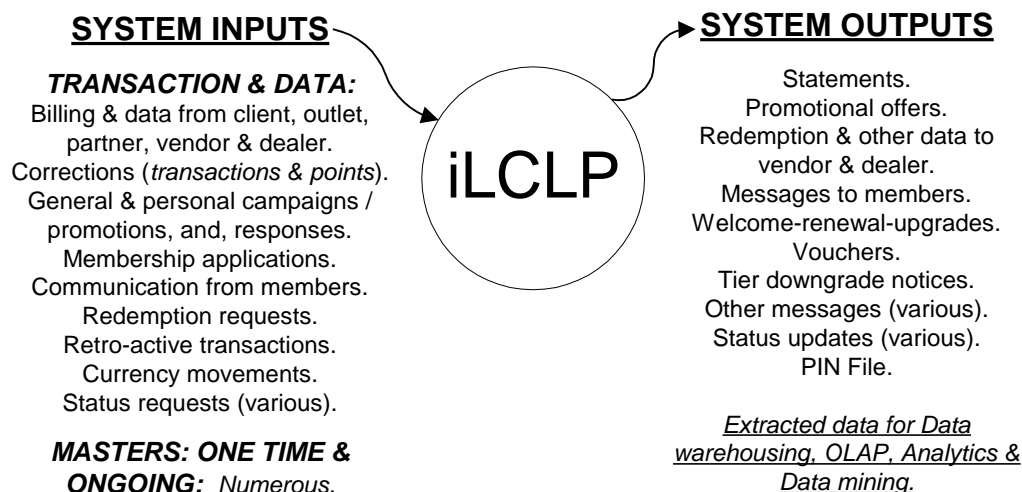 SYSTEM INPUTS
TRANSACTION & DATA:
Billing & data from client, outlet,
partner, vendor & dealer.
Corrections (transactions & points).
General & personal campaigns /
promotions, and, responses.
Membership applications.
Communication from members.
Redemption requests.
Retro-active transactions.
Currency movements.
Status requests (various).
MASTERS: ONE TIME &
ONGOING: Numerous.
iLCLP
SYSTEM OUTPUTS
Statements.
Promotional offers.
Redemption & other data to
vendor & dealer.
Messages to members.
Welcome-renewal-upgrades.
Vouchers.
Tier downgrade notices.
Other messages (various).
Status updates (various).
PIN File.
Extracted data for Data
warehousing, OLAP, Analytics &
Data mining.